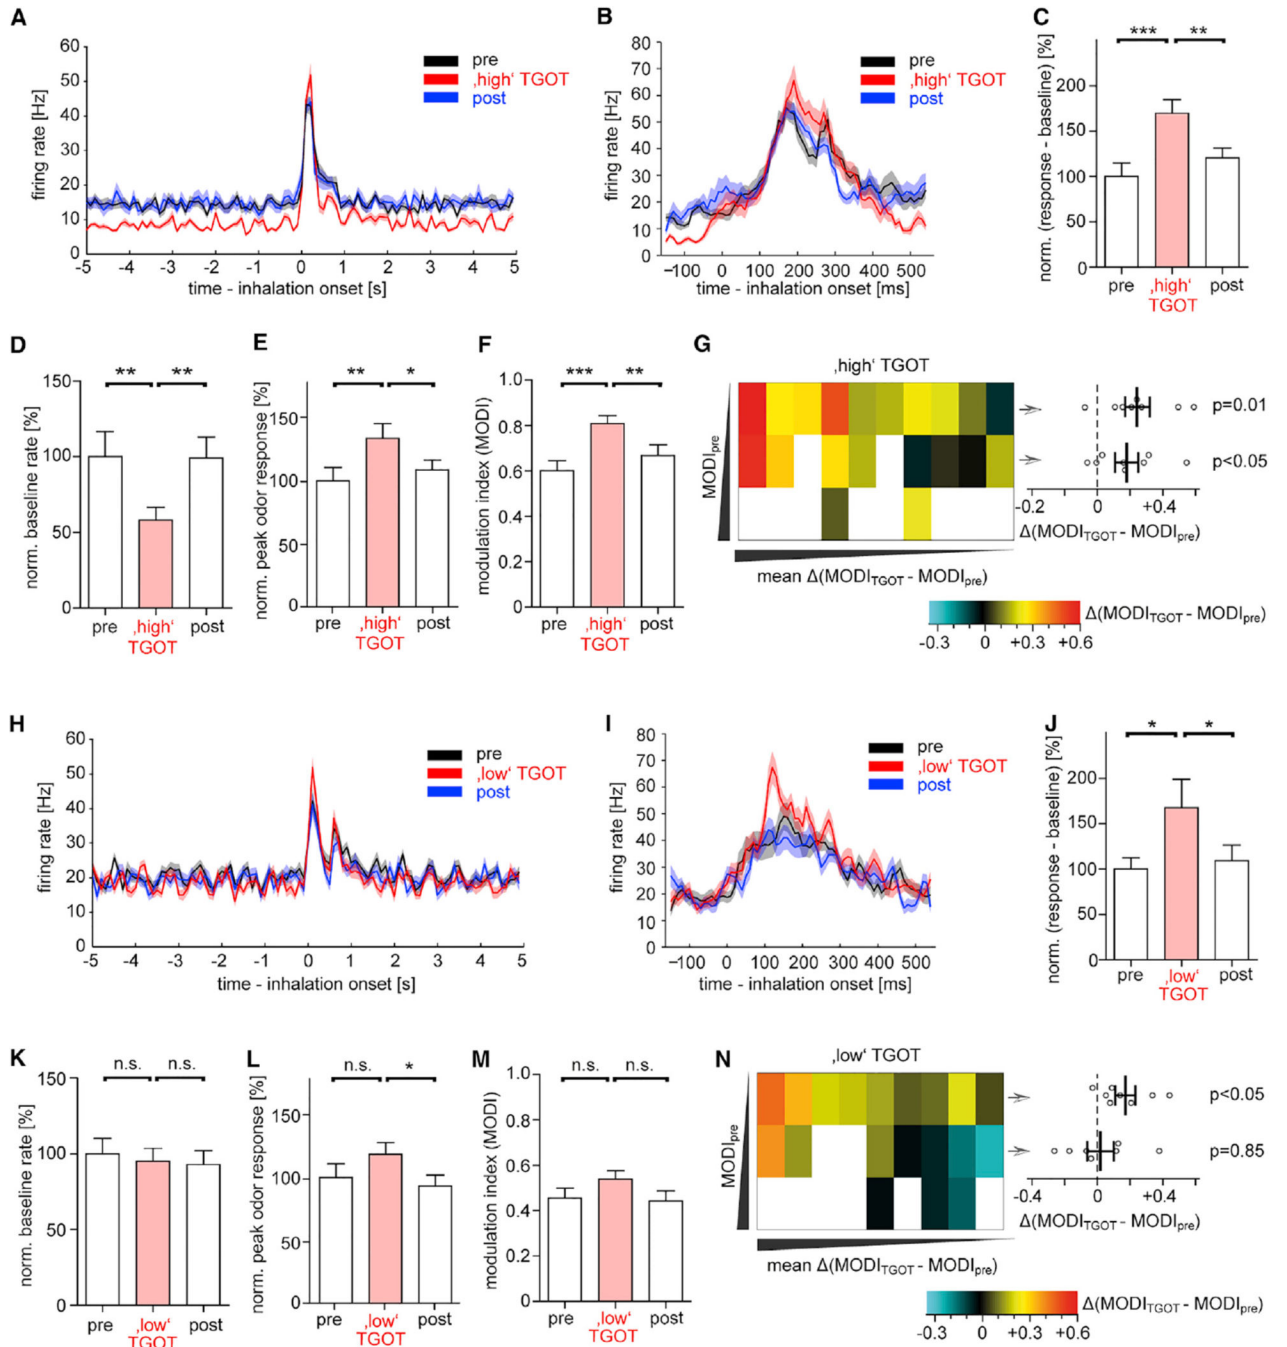 A
firing rate [Hz]
60
50
40
30
20
10
0
-5 -4 -3 -2 -1 0 1 2 3 4 5
time - inhalation onset [s]
pre
‚high‘ TGOT
post
B
firing rate [Hz]
80
70
60
50
40
30
20
10
0
-100 0 100 200 300 400 500
time - inhalation onset [ms]
pre
‚high‘ TGOT
post
C
norm. (response - baseline) [%]
*** **
200
150
100
50
0
pre ‚high‘ post
TGOT
D
norm. baseline rate [%]
** **
150
100
50
0
pre ‚high‘ post
TGOT
E
norm. peak odor response [%]
** *
150
100
50
0
pre ‚high‘ post
TGOT
F
modulation index (MODI)
*** **
1.0
0.8
0.6
0.4
0.2
0
pre ‚high‘ post
TGOT
G
‚high‘ TGOT
MODIpre
mean Δ(MODITGOT - MODIpre)
p=0.01
p<0.05
-0.2 0 +0.4
Δ(MODITGOT - MODIpre)
Δ(MODITGOT - MODIpre)
-0.3 0 +0.3 +0.6
H
firing rate [Hz]
60
50
40
30
20
10
0
-5 -4 -3 -2 -1 0 1 2 3 4 5
time - inhalation onset [s]
pre
‚low‘ TGOT
post
I
firing rate [Hz]
80
70
60
50
40
30
20
10
0
-100 0 100 200 300 400 500
time - inhalation onset [ms]
pre
‚low‘ TGOT
post
J
norm. (response - baseline) [%]
* *
200
150
100
50
0
pre ‚low‘ post
TGOT
K
norm. baseline rate [%]
n.s. n.s.
150
100
50
0
pre ‚low‘ post
TGOT
L
norm. peak odor response [%]
n.s. *
150
100
50
0
pre ‚low‘ post
TGOT
M
modulation index (MODI)
n.s. n.s.
1.0
0.8
0.6
0.4
0.2
0
pre ‚low‘ post
TGOT
N
‚low‘ TGOT
MODIpre
mean Δ(MODITGOT - MODIpre)
p<0.05
p=0.85
-0.4 0 +0.4
Δ(MODITGOT - MODIpre)
Δ(MODITGOT - MODIpre)
-0.3 0 +0.3 +0.6